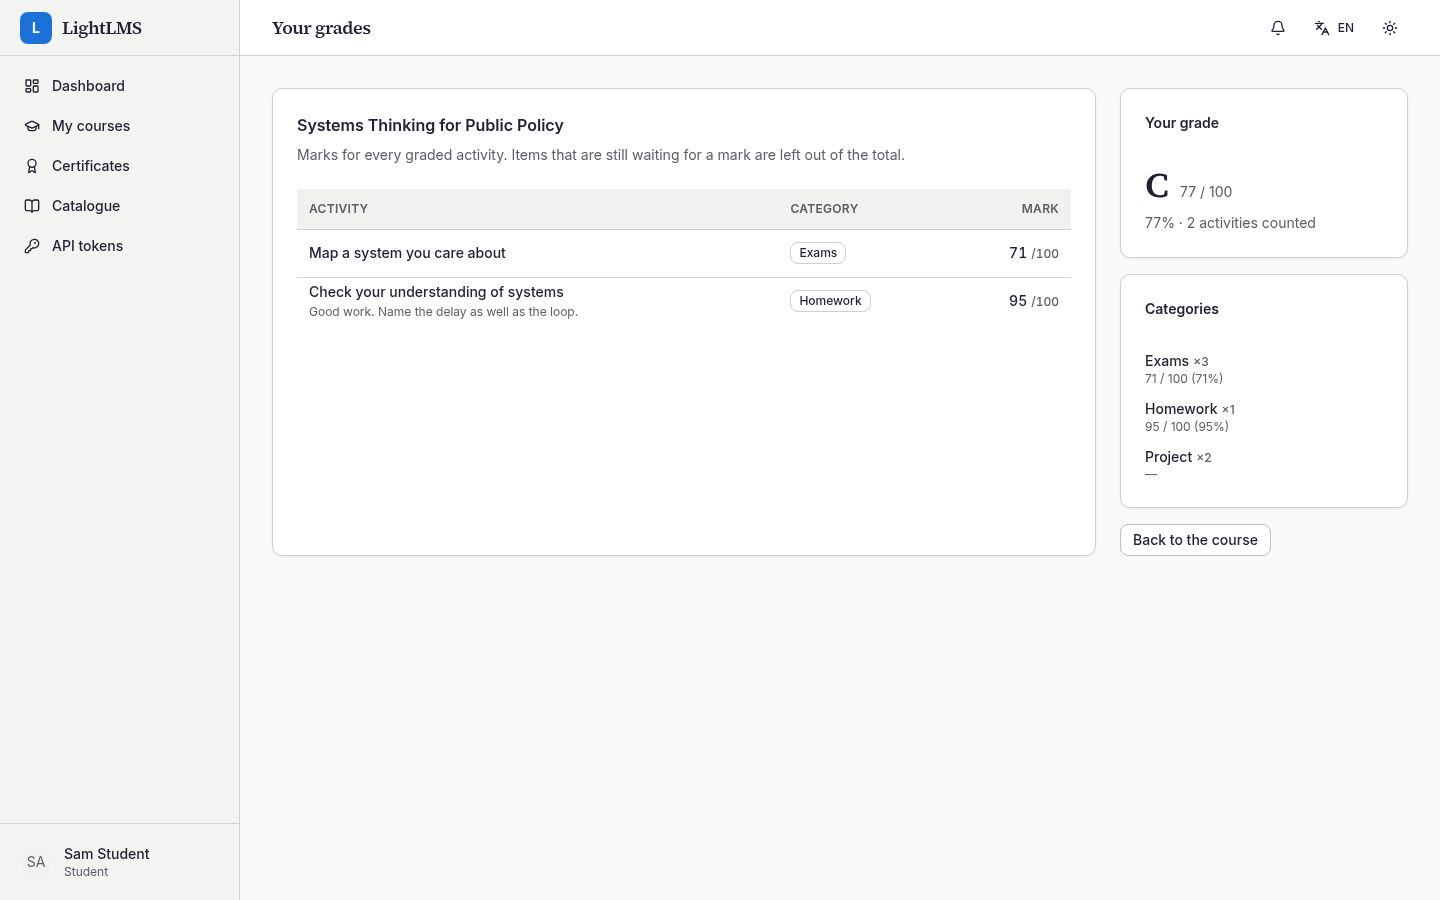 L LightLMS
Dashboard
My courses
Certificates
Catalogue
API tokens
SA
Sam Student
Student
Your grades
EN
Systems Thinking for Public Policy
Marks for every graded activity. Items that are still waiting for a mark are left out of the total.
ACTIVITY CATEGORY MARK
Map a system you care about Exams 71 /100
Check your understanding of systems Homework 95 /100
Good work. Name the delay as well as the loop.
Your grade
C 77 / 100
77% · 2 activities counted
Categories
Exams ×3
71 / 100 (71%)
Homework ×1
95 / 100 (95%)
Project ×2
—
Back to the course